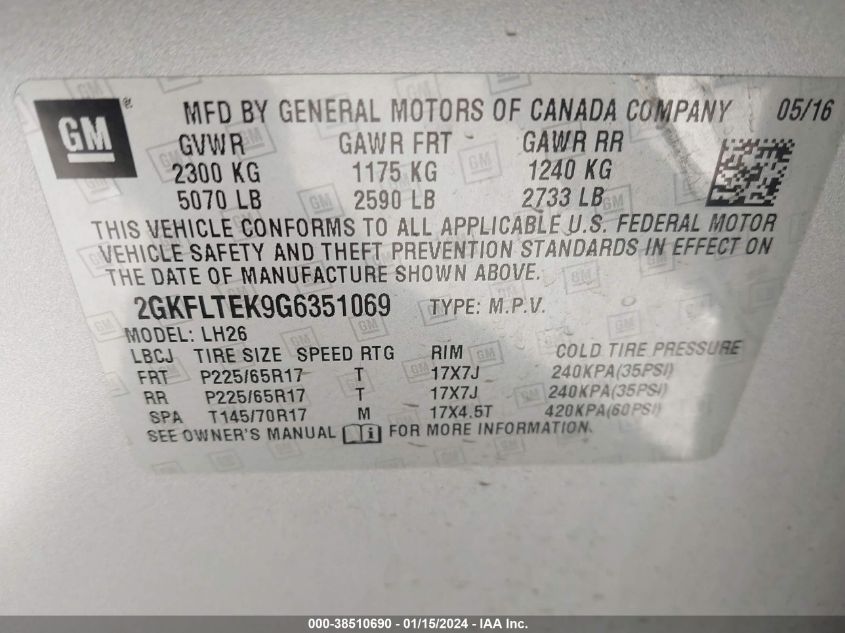 GM® MFD BY GENERAL MOTORS OF CANADA COMPANY 05/16
GVWR GAWR FRT GAWR RR
2300 KG 1175 KG 1240 KG
5070 LB 2590 LB 2733 LB
THIS VEHICLE CONFORMS TO ALL APPLICABLE U.S. FEDERAL MOTOR
VEHICLE SAFETY AND THEFT PREVENTION STANDARDS IN EFFECT ON
THE DATE OF MANUFACTURE SHOWN ABOVE.
2GKFLTEK9G6351069 TYPE: M.P.V.
MODEL: LH26
LBCJ TIRE SIZE SPEED RTG RIM COLD TIRE PRESSURE
FRT P225/65R17 T 17X7J 240KPA(35PSI)
RR P225/65R17 T 17X7J 240KPA(35PSI)
SPA T145/70R17 M 17X4.5T 420KPA(60PSI)
SEE OWNER'S MANUAL FOR MORE INFORMATION.
000-38510690 - 01/15/2024 - IAA Inc.